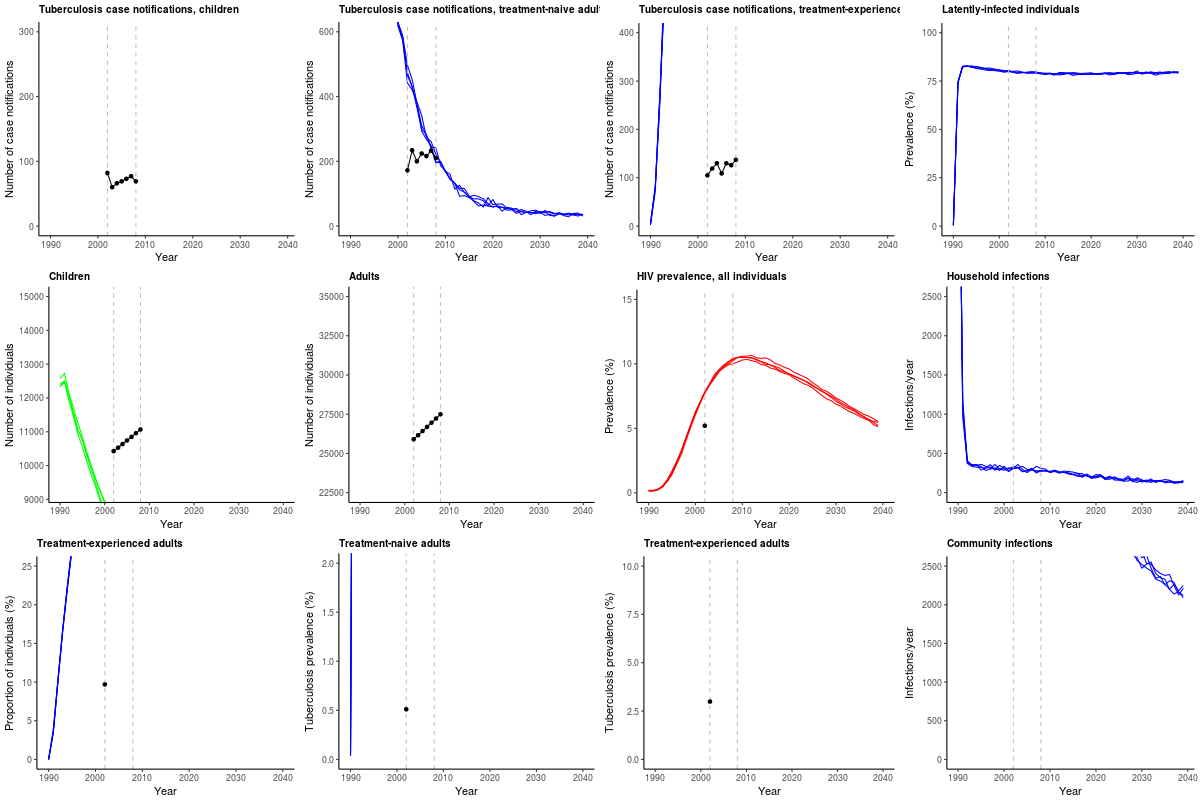 Tuberculosis case notifications, children
Number of case notifications
300
200
100
0
1990 2000 2010 2020 2030 2040
Year
Tuberculosis case notifications, treatment-naive adul
Number of case notifications
600
400
200
0
1990 2000 2010 2020 2030 2040
Year
Tuberculosis case notifications, treatment-experience
Number of case notifications
400
300
200
100
0
1990 2000 2010 2020 2030 2040
Year
Latently-infected individuals
Prevalence (%)
100
75
50
25
0
1990 2000 2010 2020 2030 2040
Year
Children
Number of individuals
15000
14000
13000
12000
11000
10000
9000
1990 2000 2010 2020 2030 2040
Year
Adults
Number of individuals
35000
32500
30000
27500
25000
22500
1990 2000 2010 2020 2030 2040
Year
HIV prevalence, all individuals
Prevalence (%)
15
10
5
0
1990 2000 2010 2020 2030 2040
Year
Household infections
Infections/year
2500
2000
1500
1000
500
0
1990 2000 2010 2020 2030 2040
Year
Treatment-experienced adults
Proportion of individuals (%)
25
20
15
10
5
0
1990 2000 2010 2020 2030 2040
Year
Treatment-naive adults
Tuberculosis prevalence (%)
2.0
1.5
1.0
0.5
0.0
1990 2000 2010 2020 2030 2040
Year
Treatment-experienced adults
Tuberculosis prevalence (%)
10.0
7.5
5.0
2.5
0.0
1990 2000 2010 2020 2030 2040
Year
Community infections
Infections/year
2500
2000
1500
1000
500
0
1990 2000 2010 2020 2030 2040
Year